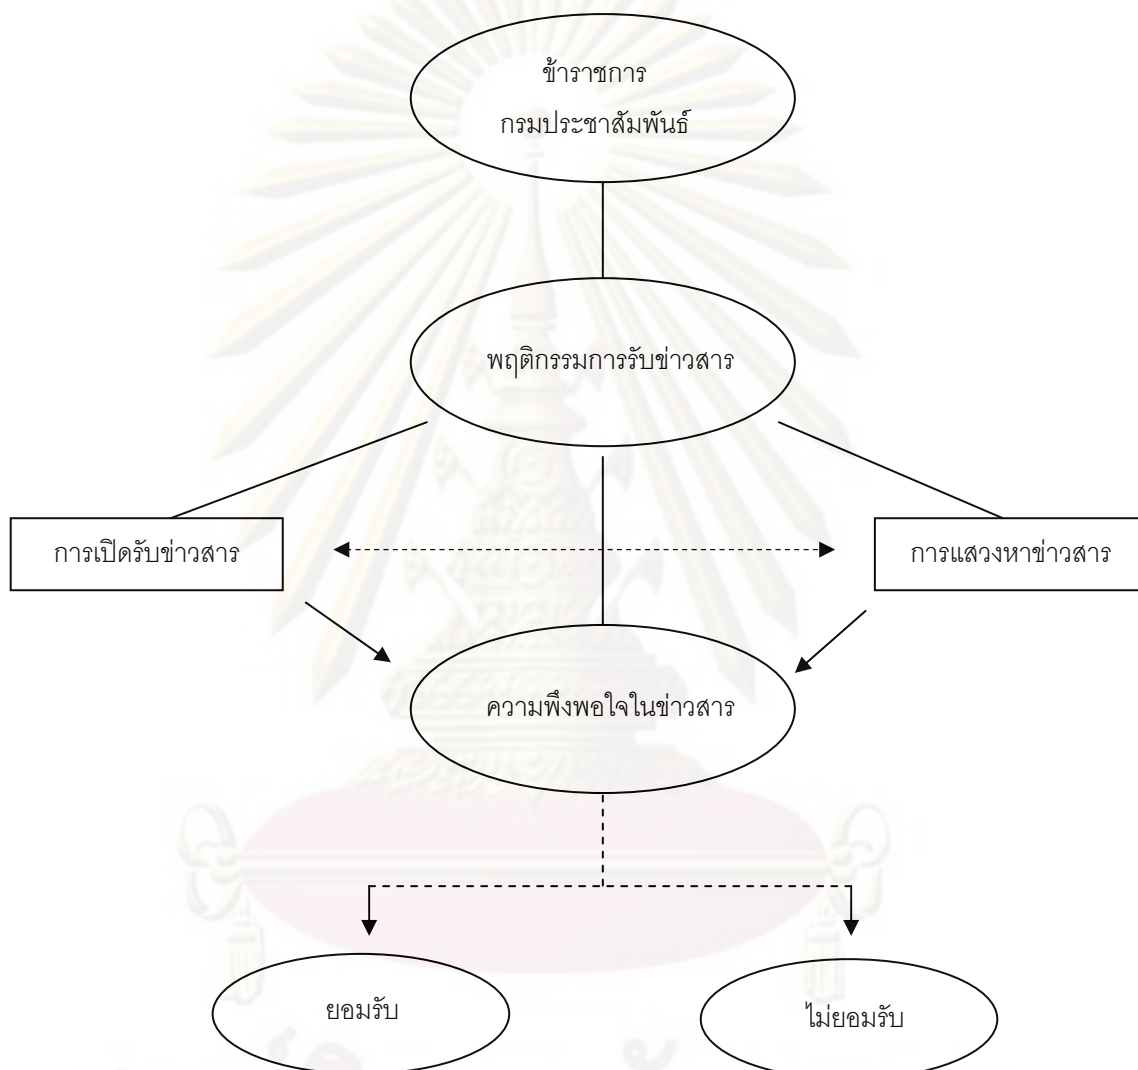 ข้าราชการ
กรมประชาสัมพันธ์
พฤติกรรมการรับข่าวสาร
การเปิดรับข่าวสาร
การแสวงหาข่าวสาร
ความพึงพอใจในข่าวสาร
ยอมรับ
ไม่ยอมรับ